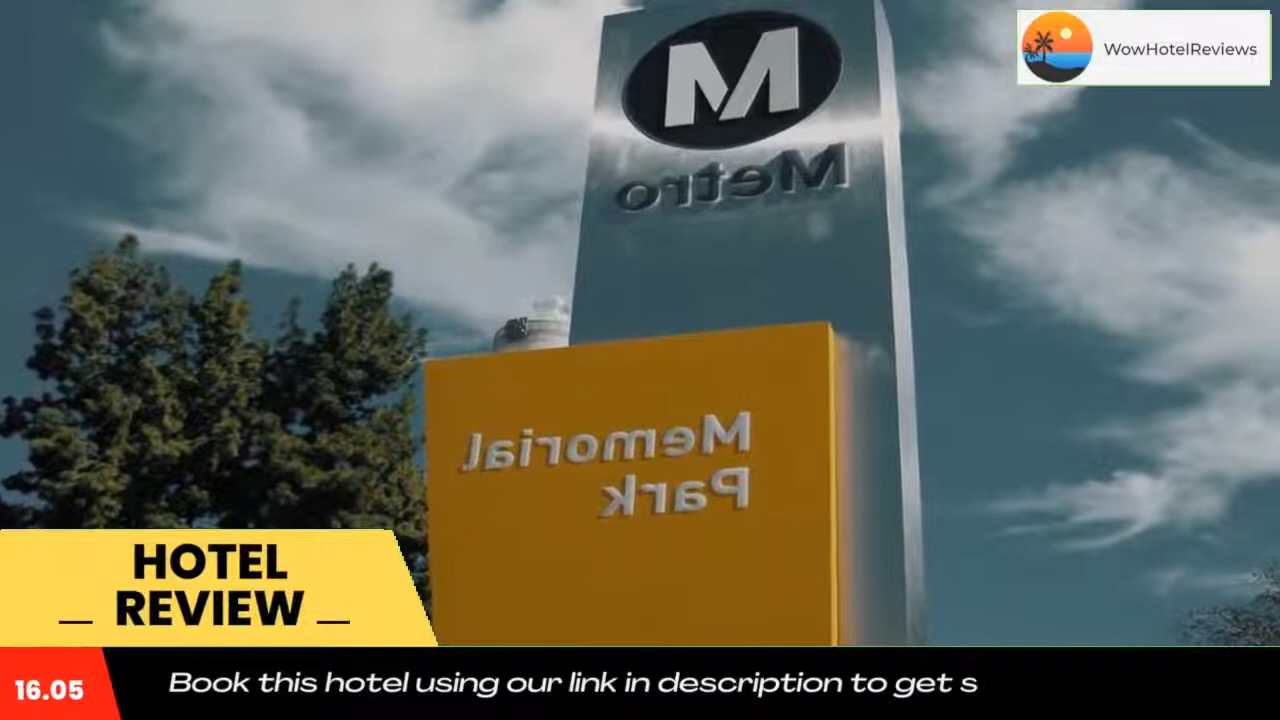 M
WowHotelReviews
Metro
Memorial
Park
HOTEL
REVIEW
16.05
Book this hotel using our link in description to get s